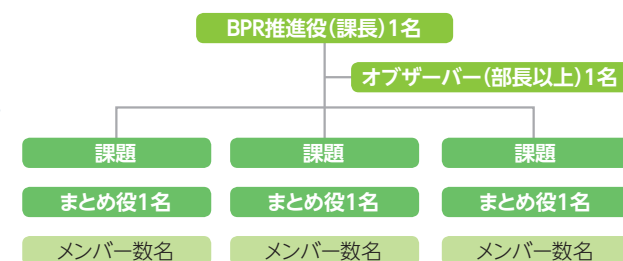 BPR推進役(課長)1名
オブザーバー(部長以上)1名
課題
課題
課題
まとめ役1名
まとめ役1名
まとめ役1名
メンバー数名
メンバー数名
メンバー数名